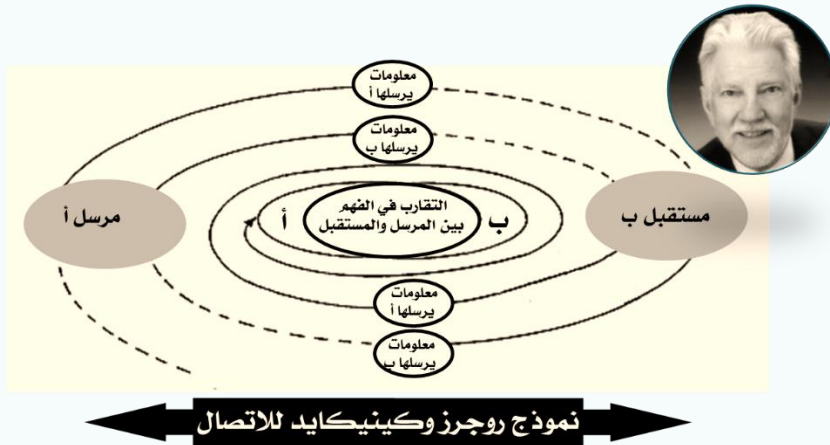 معلومات
يرسلها أ
معلومات
يرسلها ب
مرسل أ
أ
التقارب في الفهم
بين المرسل والمستقبل
ب
مستقبل ب
معلومات
يرسلها أ
معلومات
يرسلها ب
نموذج روجرز وكينيكايد للاتصال